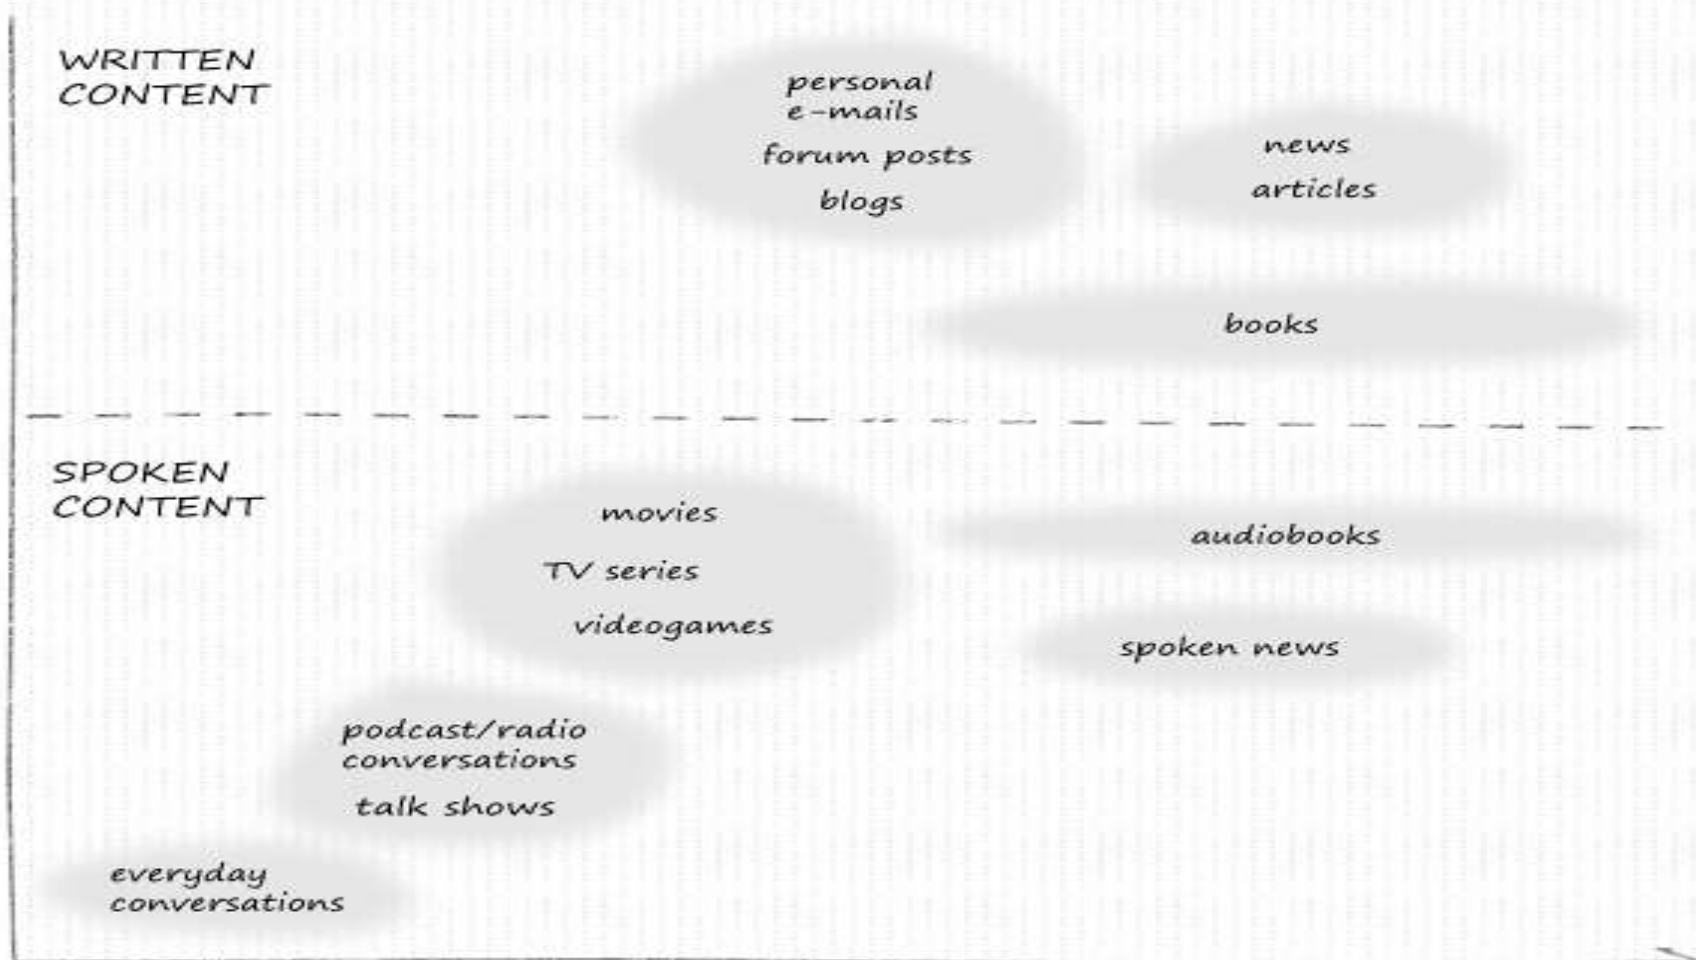 WRITTEN
CONTENT
personal
e-mails
forum posts
blogs
news
articles
books
SPOKEN
CONTENT
movies
TV series
videogames
audiobooks
spoken news
podcast/radio
conversations
talk shows
everyday
conversations